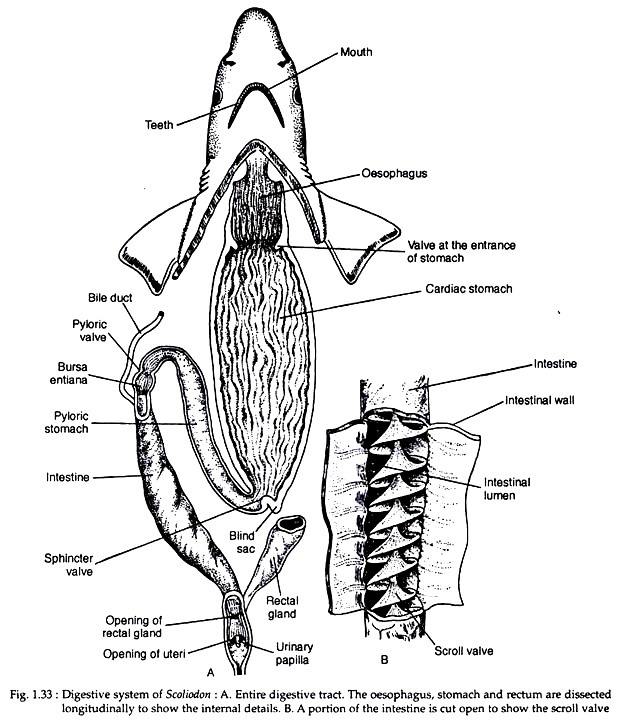 Mouth
Teeth
Oesophagus
Valve at the entrance
of stomach
Cardiac stomach
Bile duct
Pyloric
valve
Bursa
entiana
Pyloric
stomach
Intestine
Sphincter
valve
Blind
sac
Rectal
gland
Opening of
rectal gland
Opening of uteri
Urinary
papilla
A
Intestine
Intestinal wall
Intestinal
lumen
Scroll valve
B
Fig. 1.33 : Digestive system of Scoliodon : A. Entire digestive tract. The oesophagus, stomach and rectum are dissected
longitudinally to show the internal details. B. A portion of the intestine is cut open to show the scroll valve